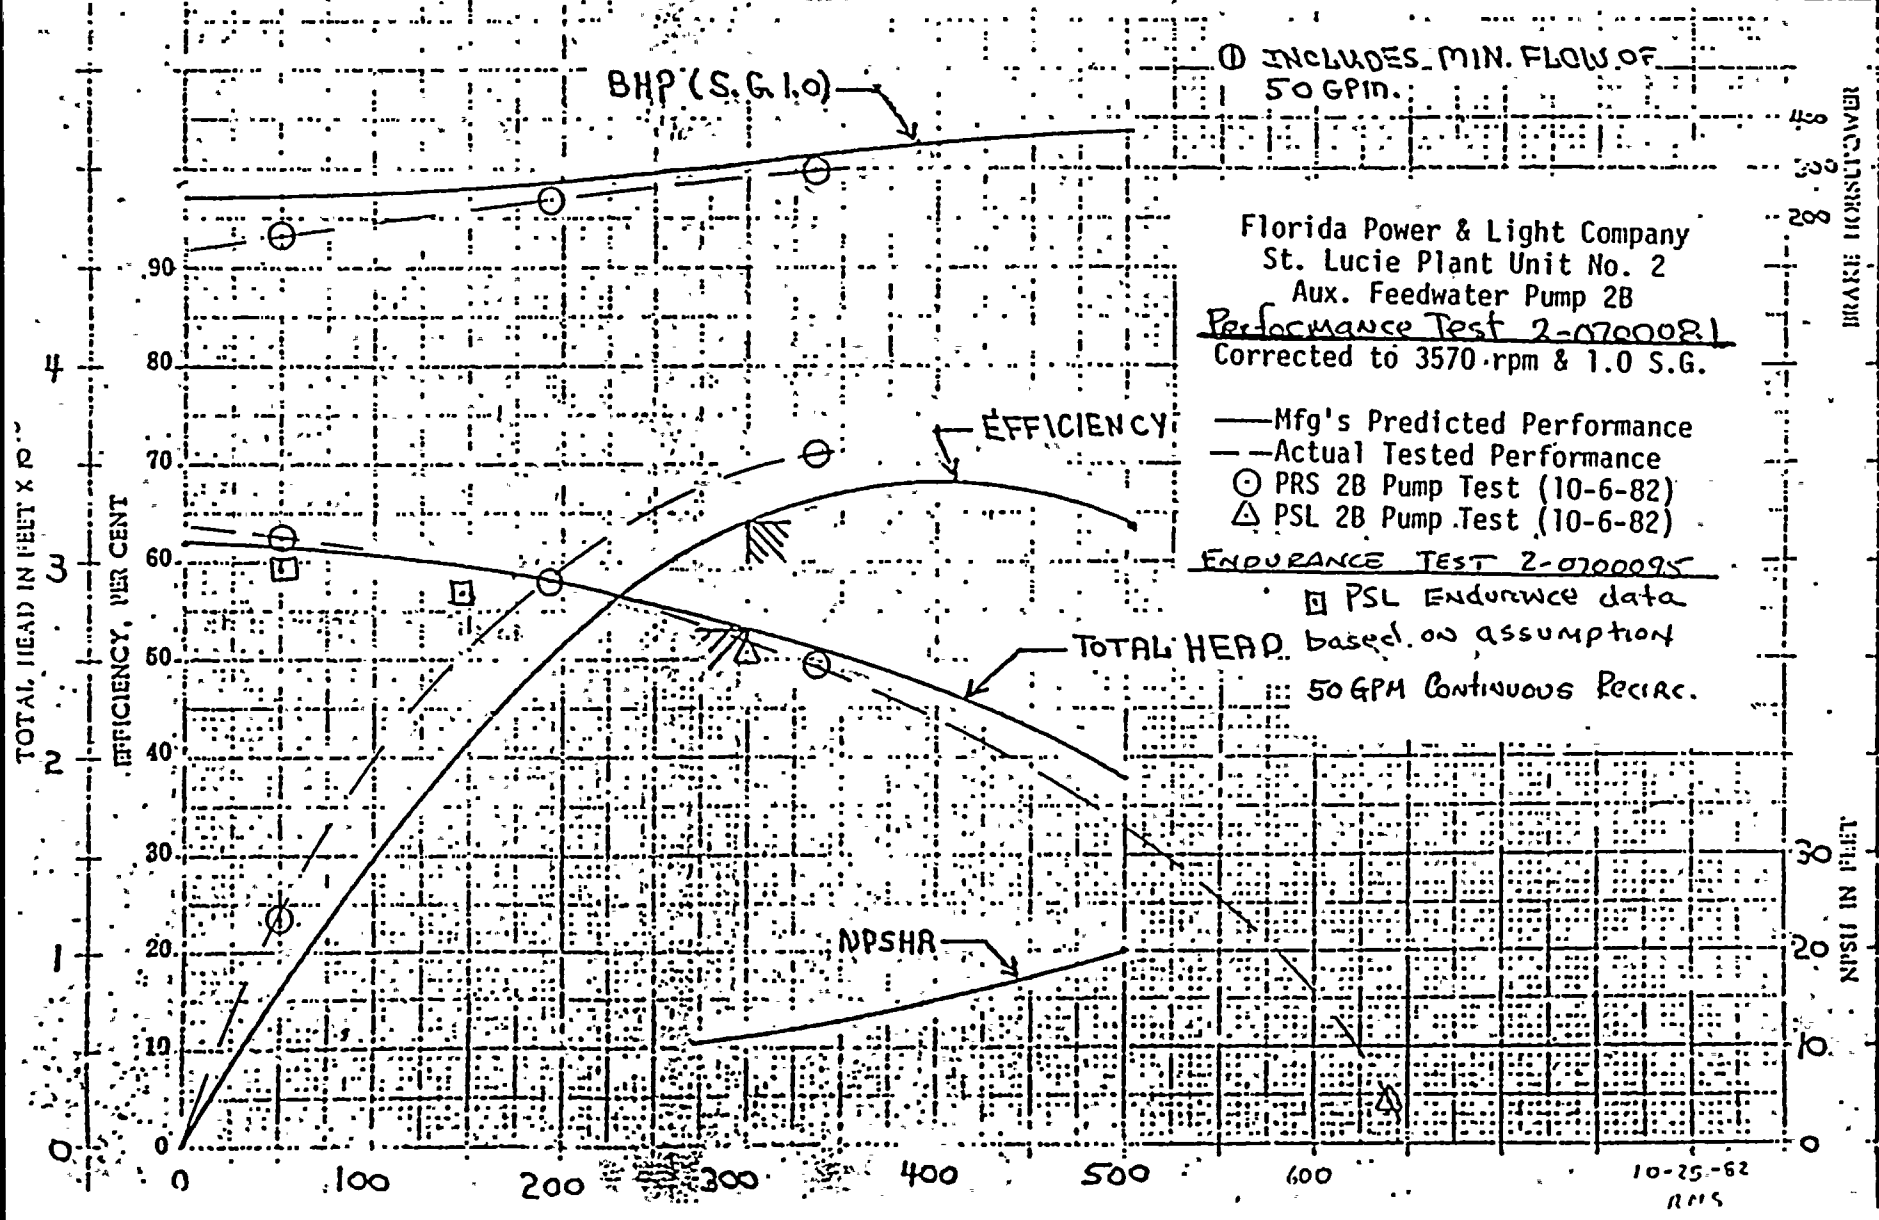 ① INCLUDES MIN. FLOW OF
50 GPM.
BHP (S.G. 1.0)
400
300
200
BRAKE HORSEPOWER
Florida Power & Light Company
St. Lucie Plant Unit No. 2
Aux. Feedwater Pump 2B
Performance Test 2-0700081
Corrected to 3570 rpm & 1.0 S.G.
Mfg's Predicted Performance
Actual Tested Performance
PRS 2B Pump Test (10-6-82)
PSL 2B Pump Test (10-6-82)
ENDURANCE TEST 2-0700095
PSL Endurance data
based on assumption
50 GPM Continuous Recirc.
EFFICIENCY
TOTAL HEAD
NPSHR
TOTAL HEAD IN FEET X
4
3
2
1
0
EFFICIENCY, PER CENT
90
80
70
60
50
40
30
20
10
0
NPSH IN FEET
30
20
10
0
0 100 200 300 400 500 600
10-25-82
RMS